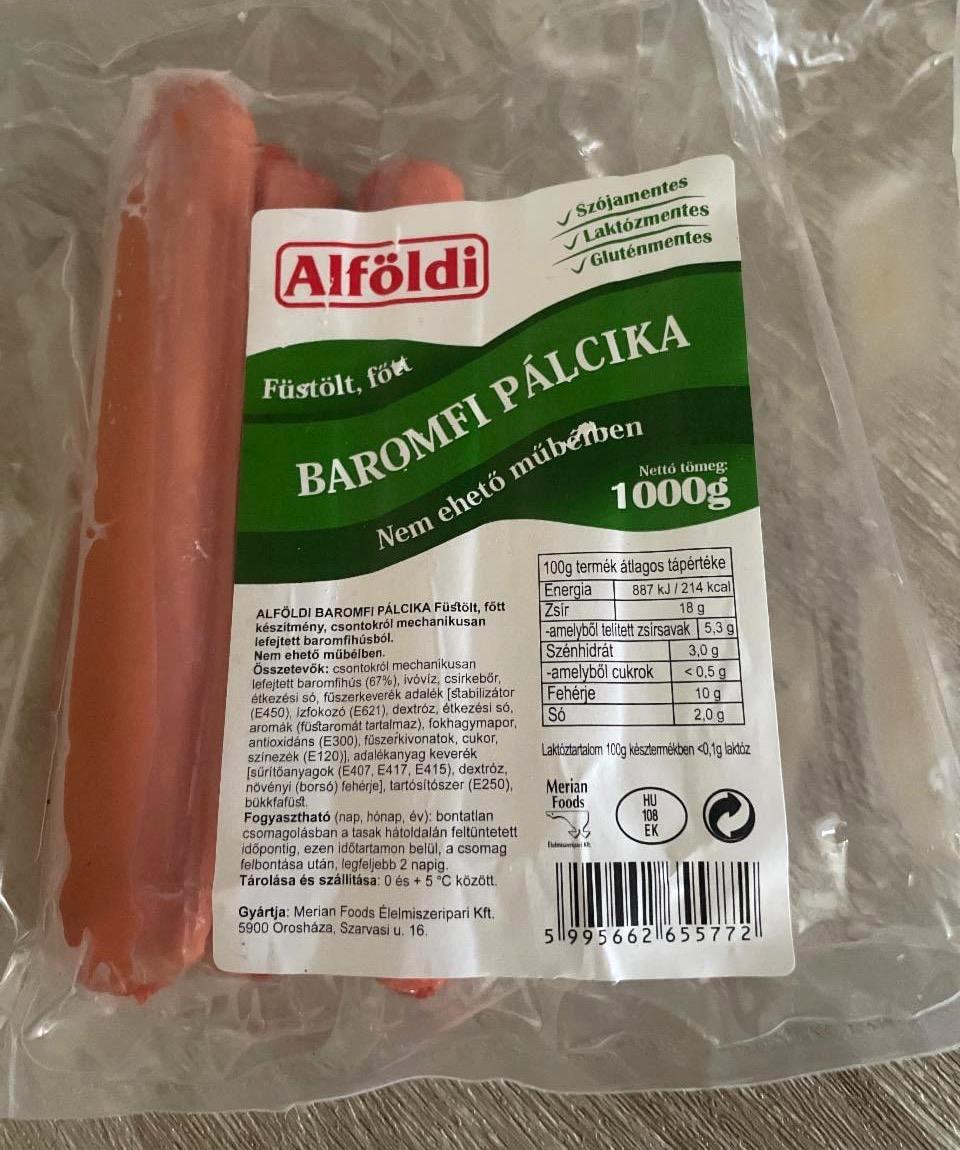 Szójamentes
Laktózmentes
Gluténmentes
Alföldi
Füstölt, főtt
BAROMFI PÁLCIKA
Nem ehető műbélben
Nettó tömeg:
1000g
ALFÖLDI BAROMFI PÁLCIKA Füstölt, főtt
készítmény, csontokról mechanikusan
lefejtett baromfihúsból.
Nem ehető műbélben.
Összetevők: csontokról mechanikusan
lefejtett baromfihús (67%), ivóvíz, csirkebőr,
étkezési só, fűszerkeverék adalék [stabilizátor
(E450), ízfokozó (E621), dextróz, étkezési só,
aromák (füstaromát tartalmaz), fokhagymapor,
antioxidáns (E300), fűszerkivonatok, cukor,
színezék (E120)], adalékanyag keverék
[sűrítőanyagok (E407, E417, E415), dextróz,
növényi (borsó) fehérje], tartósítószer (E250),
bükkfafüst.
Fogyasztható (nap, hónap, év): bontatlan
csomagolásban a tasak hátoldalán feltüntetett
időpontig, ezen időtartamon belül, a csomag
felbontása után, legfeljebb 2 napig.
Tárolása és szállítása: 0 és + 5 °C között.
Gyártja: Merian Foods Élelmiszeripari Kft.
5900 Orosháza, Szarvasi u. 16.
100g termék átlagos tápértéke
Energia 887 kJ / 214 kcal
Zsír 18 g
-amelyből telített zsírsavak 5,3 g
Szénhidrát 3,0 g
-amelyből cukrok <0,5 g
Fehérje 10 g
Só 2,0 g
Laktóztartalom 100g késztermékben <0,1g laktóz
Merian
Foods
Élelmiszeripari Kft.
HU
108
EK
5 995662 655772